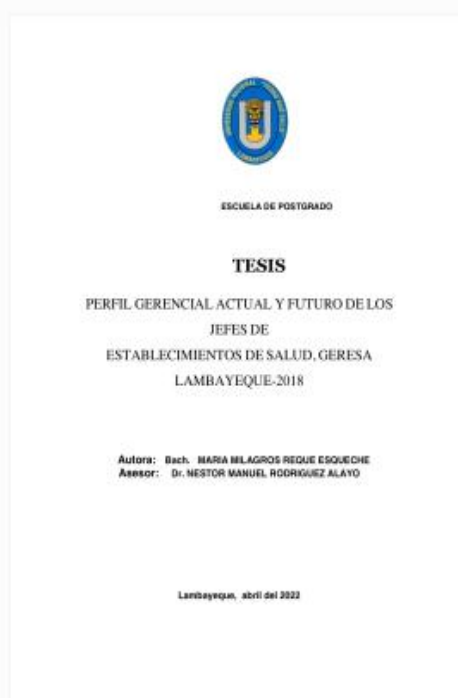 ESCUELA DE POSTGRADO
TESIS
PERFIL GERENCIAL ACTUAL Y FUTURO DE LOS
JEFES DE
ESTABLECIMIENTOS DE SALUD, GERESA
LAMBAYEQUE-2018
Autora: Bach. MARIA MILAGROS REQUE ESQUECHE
Asesor: Dr. NESTOR MANUEL RODRIGUEZ ALAYO
Lambayeque, abril del 2022